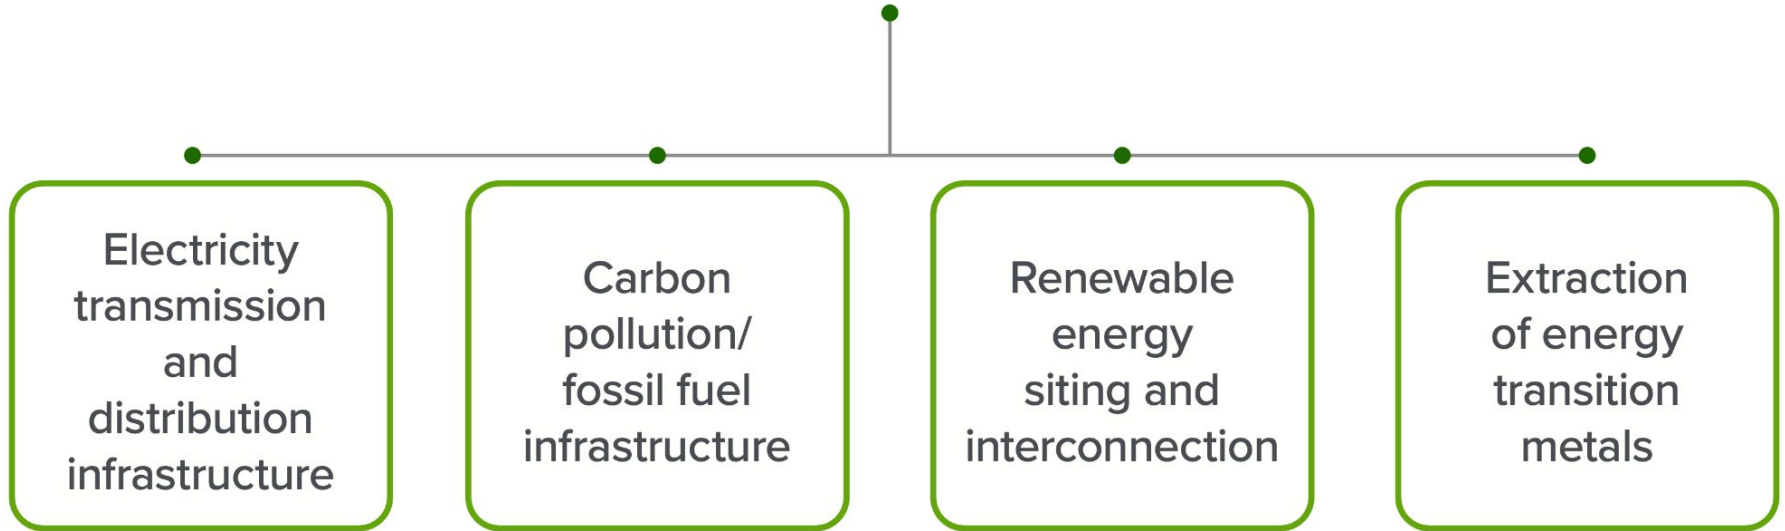 Electricity
transmission
and
distribution
infrastructure
Carbon
pollution/
fossil fuel
infrastructure
Renewable
energy
siting and
interconnection
Extraction
of energy
transition
metals